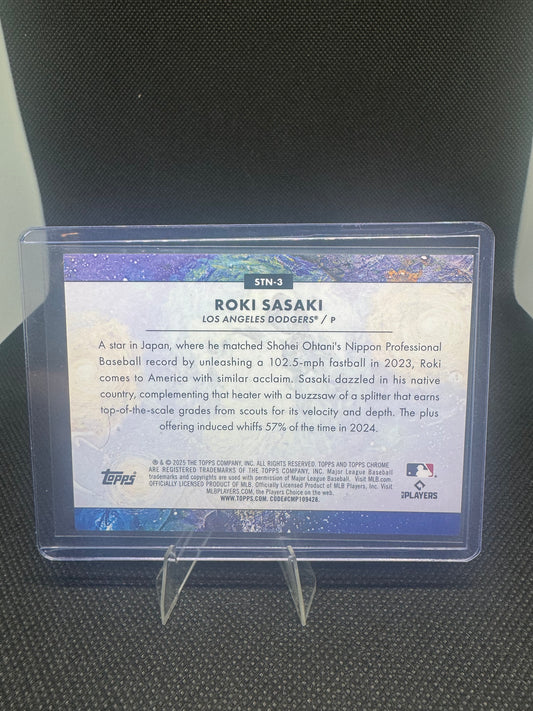 STN-3
ROKI SASAKI
LOS ANGELES DODGERS® / P
A star in Japan, where he matched Shohei Ohtani's Nippon Professional
Baseball record by unleashing a 102.5-mph fastball in 2023, Roki
comes to America with similar acclaim. Sasaki dazzled in his native
country, complementing that heater with a buzzsaw of a splitter that earns
top-of-the-scale grades from scouts for its velocity and depth. The plus
offering induced whiffs 57% of the time in 2024.
Topps
® & © 2025 THE TOPPS COMPANY, INC. ALL RIGHTS RESERVED. TOPPS AND TOPPS CHROME
ARE REGISTERED TRADEMARKS OF THE TOPPS COMPANY, INC. Major League Baseball
trademarks and copyrights are used with permission of Major League Baseball. Visit MLB.com.
OFFICIALLY LICENSED PRODUCT OF MLB. Officially Licensed Product of MLB Players, Inc. Visit
MLBPLAYERS.com, the Players Choice on the web.
WWW.TOPPS.COM. CODE#CMP109428.
PLAYERS